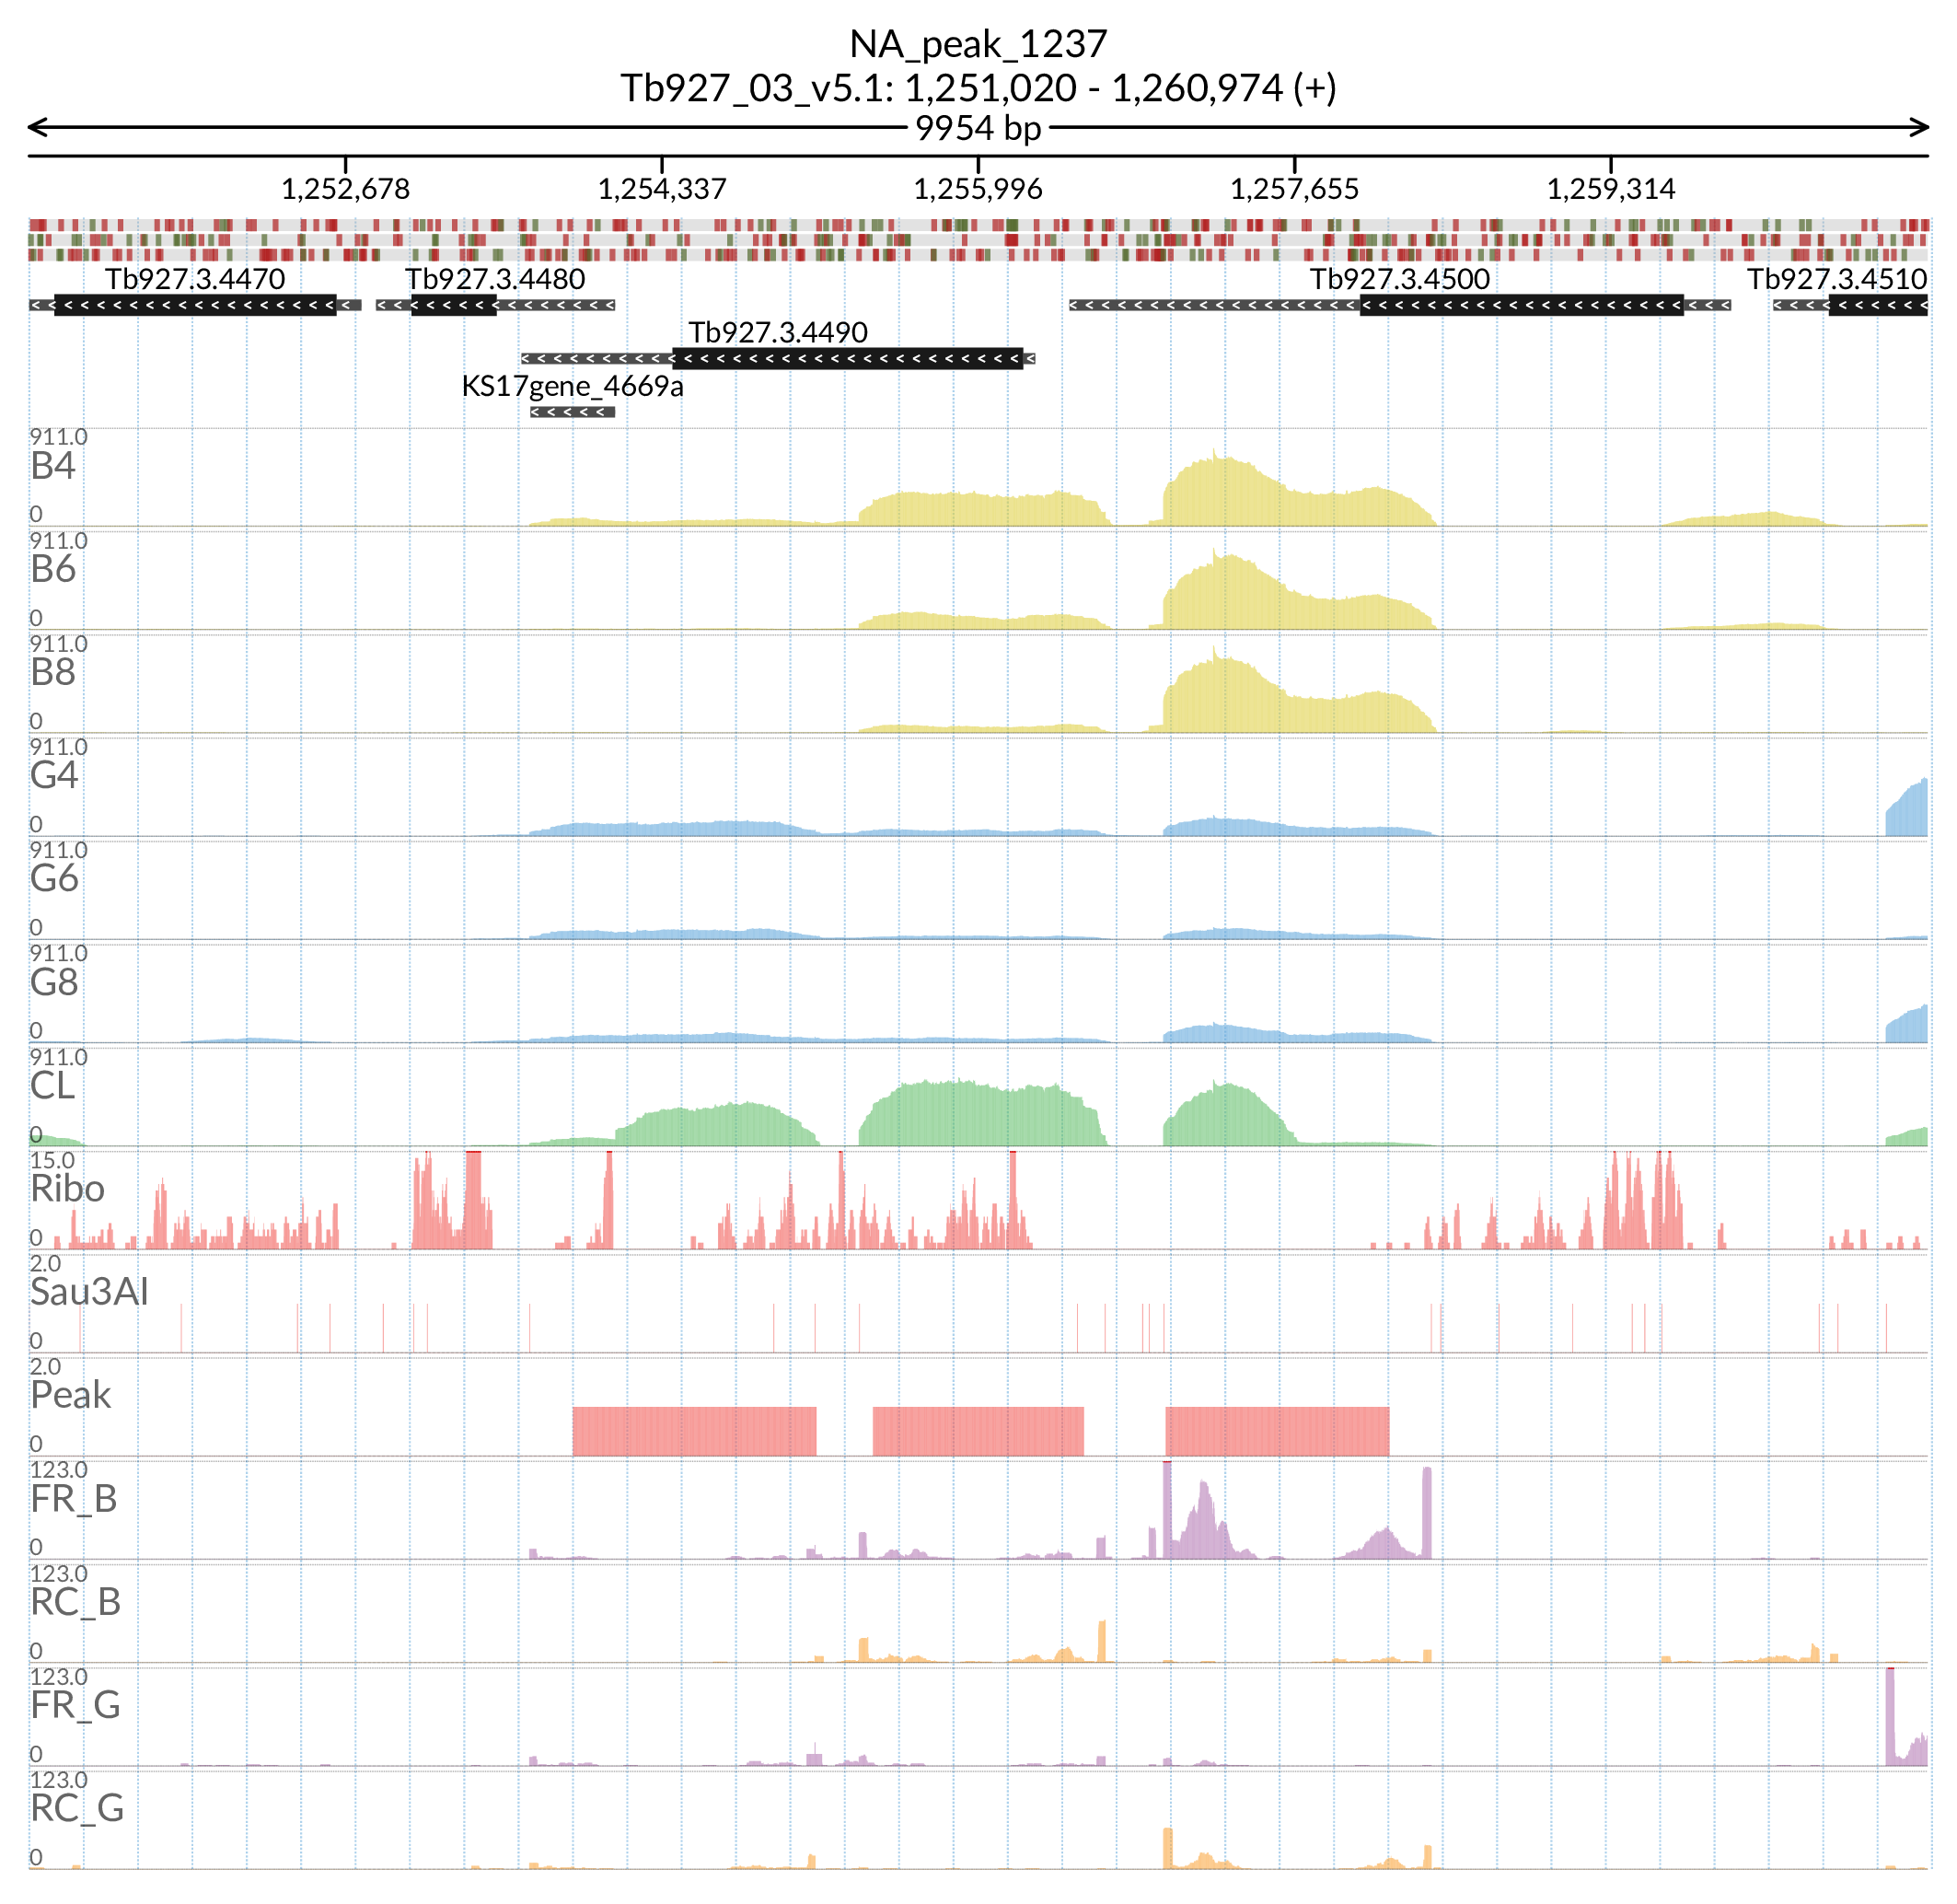 NA_peak_1237
Tb927_03_v5.1: 1,251,020 - 1,260,974 (+)
9954 bp
1,252,678 1,254,337 1,255,996 1,257,655 1,259,314
Tb927.3.4470 Tb927.3.4480 Tb927.3.4500 Tb927.3.4510
Tb927.3.4490
KS17gene_4669a
911.0
B4
0
911.0
B6
0
911.0
B8
0
911.0
G4
0
911.0
G6
0
911.0
G8
0
911.0
CL
0
15.0
Ribo
0
2.0
Sau3AI
0
2.0
Peak
0
123.0
FR_B
0
123.0
RC_B
0
123.0
FR_G
0
123.0
RC_G
0